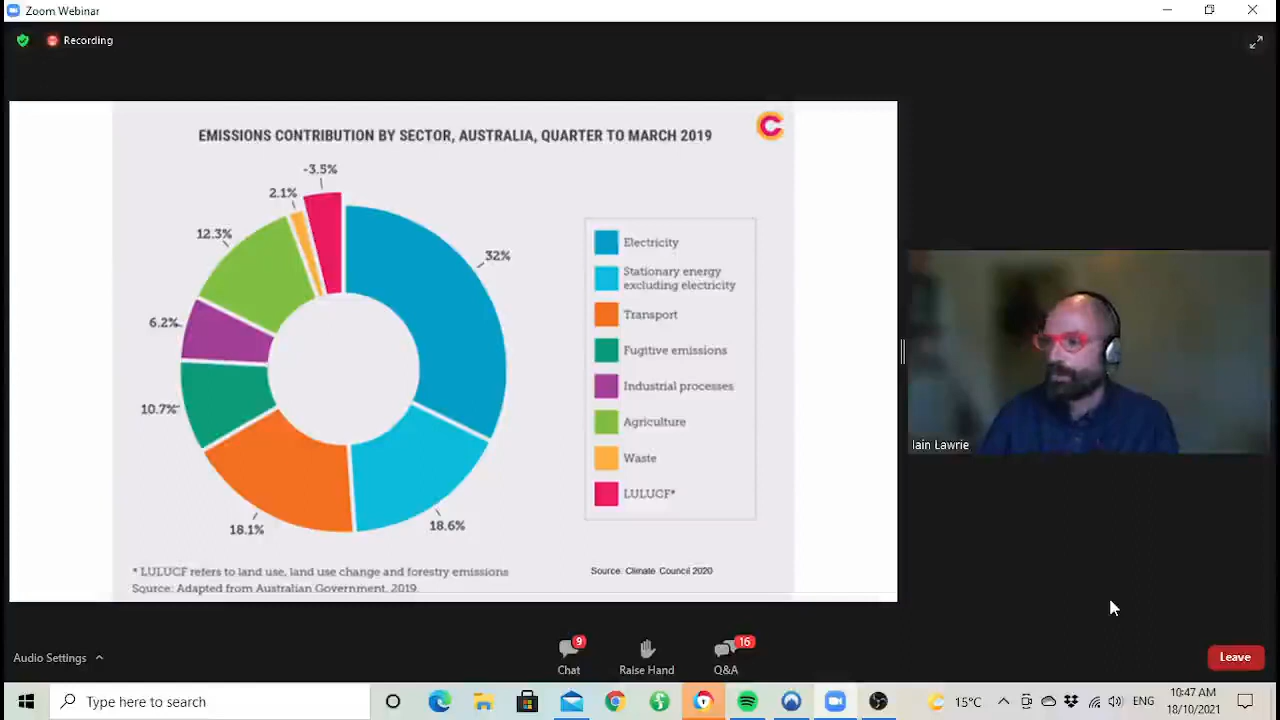 Zoom Webinar
Recording
EMISSIONS CONTRIBUTION BY SECTOR, AUSTRALIA, QUARTER TO MARCH 2019
-3.5%
2.1%
12.3%
32%
6.2%
10.7%
18.1%
18.6%
Electricity
Stationary energy
excluding electricity
Transport
Fugitive emissions
Industrial processes
Agriculture
Waste
LULUCF*
* LULUCF refers to land use, land use change and forestry emissions
Source: Adapted from Australian Government, 2019.
Source: Climate Council 2020
Iain Lawrie
Audio Settings
9
Chat
Raise Hand
16
Q&A
Leave
Type here to search
15°C
ENG
10:47 AM
18/10/2021